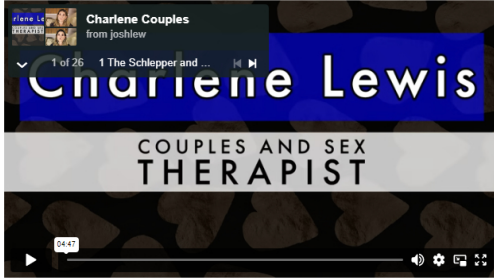 Charlene Couples
from joshlew
1 of 26 1 The Schlepper and ...
Charlene Lewis
COUPLES AND SEX
THERAPIST
04:47